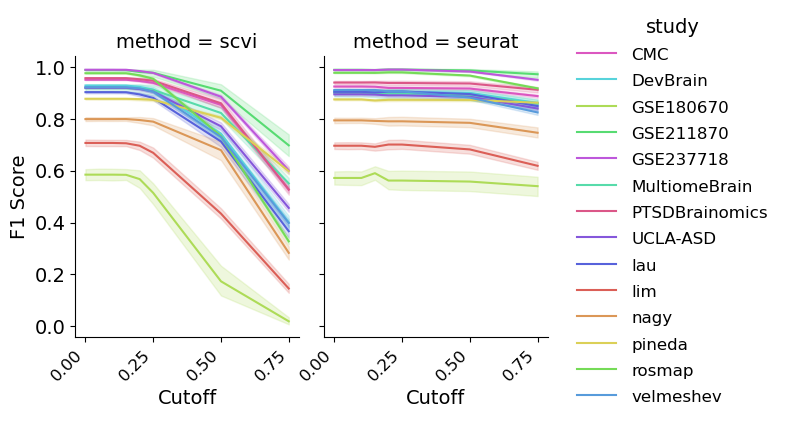 method = scvi
method = seurat
F1 Score
1.0
0.8
0.6
0.4
0.2
0.0
0.00
0.25
0.50
0.75
Cutoff
0.00
0.25
0.50
0.75
Cutoff
study
CMC
DevBrain
GSE180670
GSE211870
GSE237718
MultiomeBrain
PTSDBrainomics
UCLA-ASD
lau
lim
nagy
pineda
rosmap
velmeshev